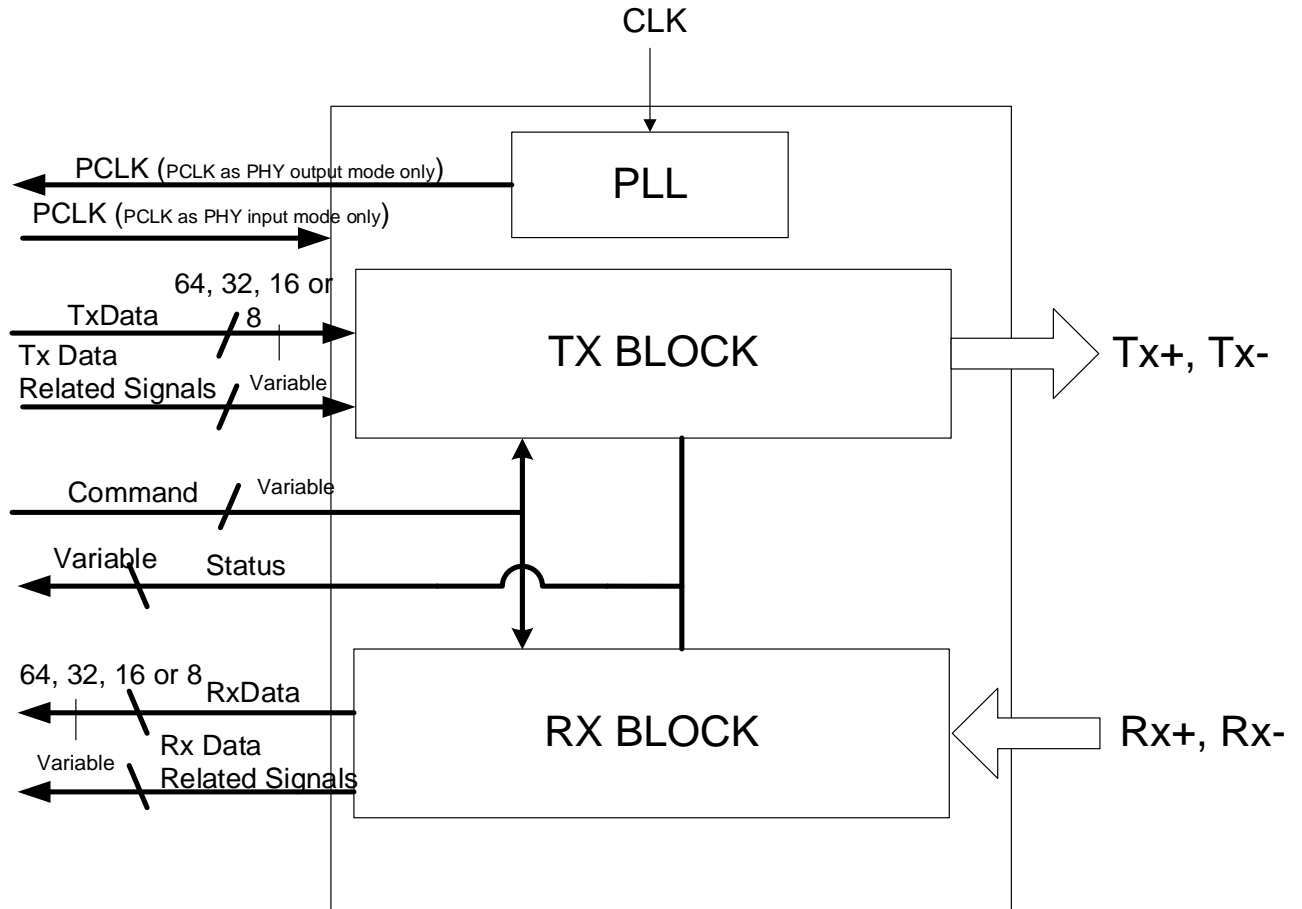 CLK
PCLK (PCLK as PHY output mode only)
PLL
PCLK (PCLK as PHY input mode only)
64, 32, 16 or
8
TxData
TX BLOCK
Tx+, Tx-
Tx Data
Related Signals
Variable
Command
Variable
Variable
Status
64, 32, 16 or 8
RxData
RX BLOCK
Rx+, Rx-
Variable
Rx Data
Related Signals